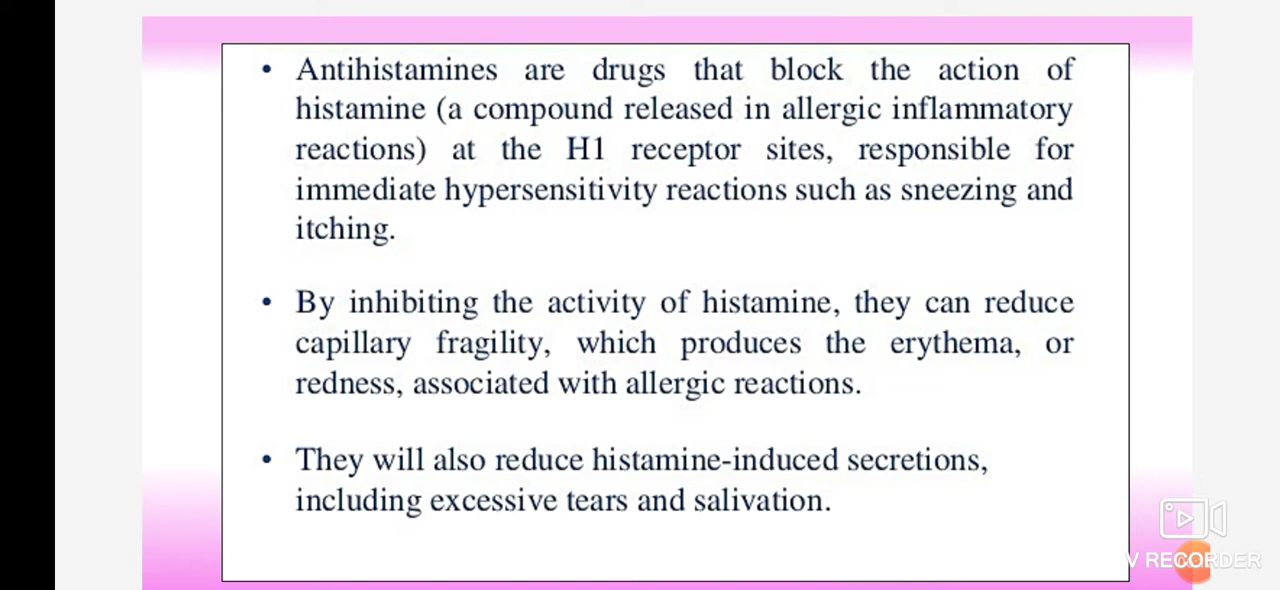 • Antihistamines are drugs that block the action of
histamine (a compound released in allergic inflammatory
reactions) at the H1 receptor sites, responsible for
immediate hypersensitivity reactions such as sneezing and
itching.
• By inhibiting the activity of histamine, they can reduce
capillary fragility, which produces the erythema, or
redness, associated with allergic reactions.
• They will also reduce histamine-induced secretions,
including excessive tears and salivation.
V RECORDER